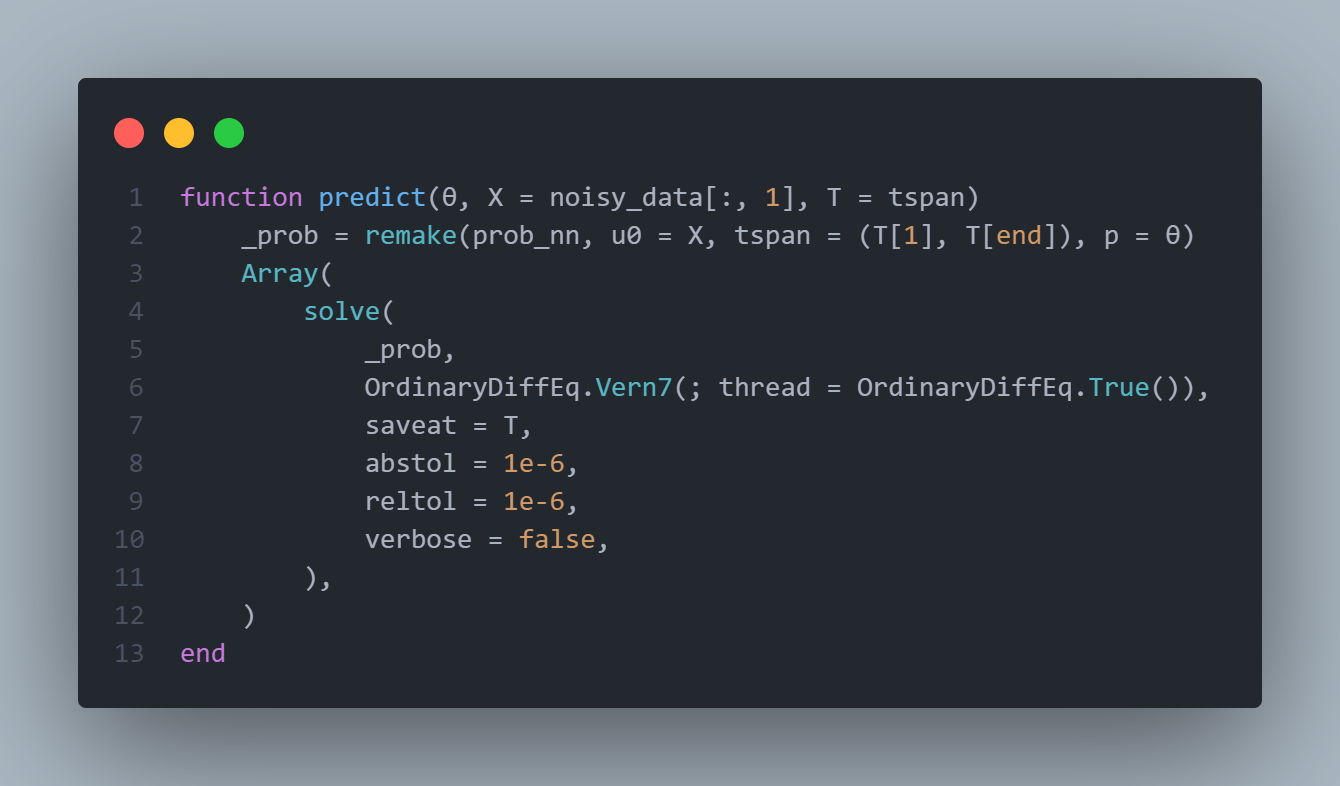 1 function predict(θ, X = noisy_data[:, 1], T = tspan)
2     _prob = remake(prob_nn, u0 = X, tspan = (T[1], T[end]), p = θ)
3     Array(
4         solve(
5             _prob,
6             OrdinaryDiffEq.Vern7(; thread = OrdinaryDiffEq.True()),
7             saveat = T,
8             abstol = 1e-6,
9             reltol = 1e-6,
10             verbose = false,
11         ),
12     )
13 end